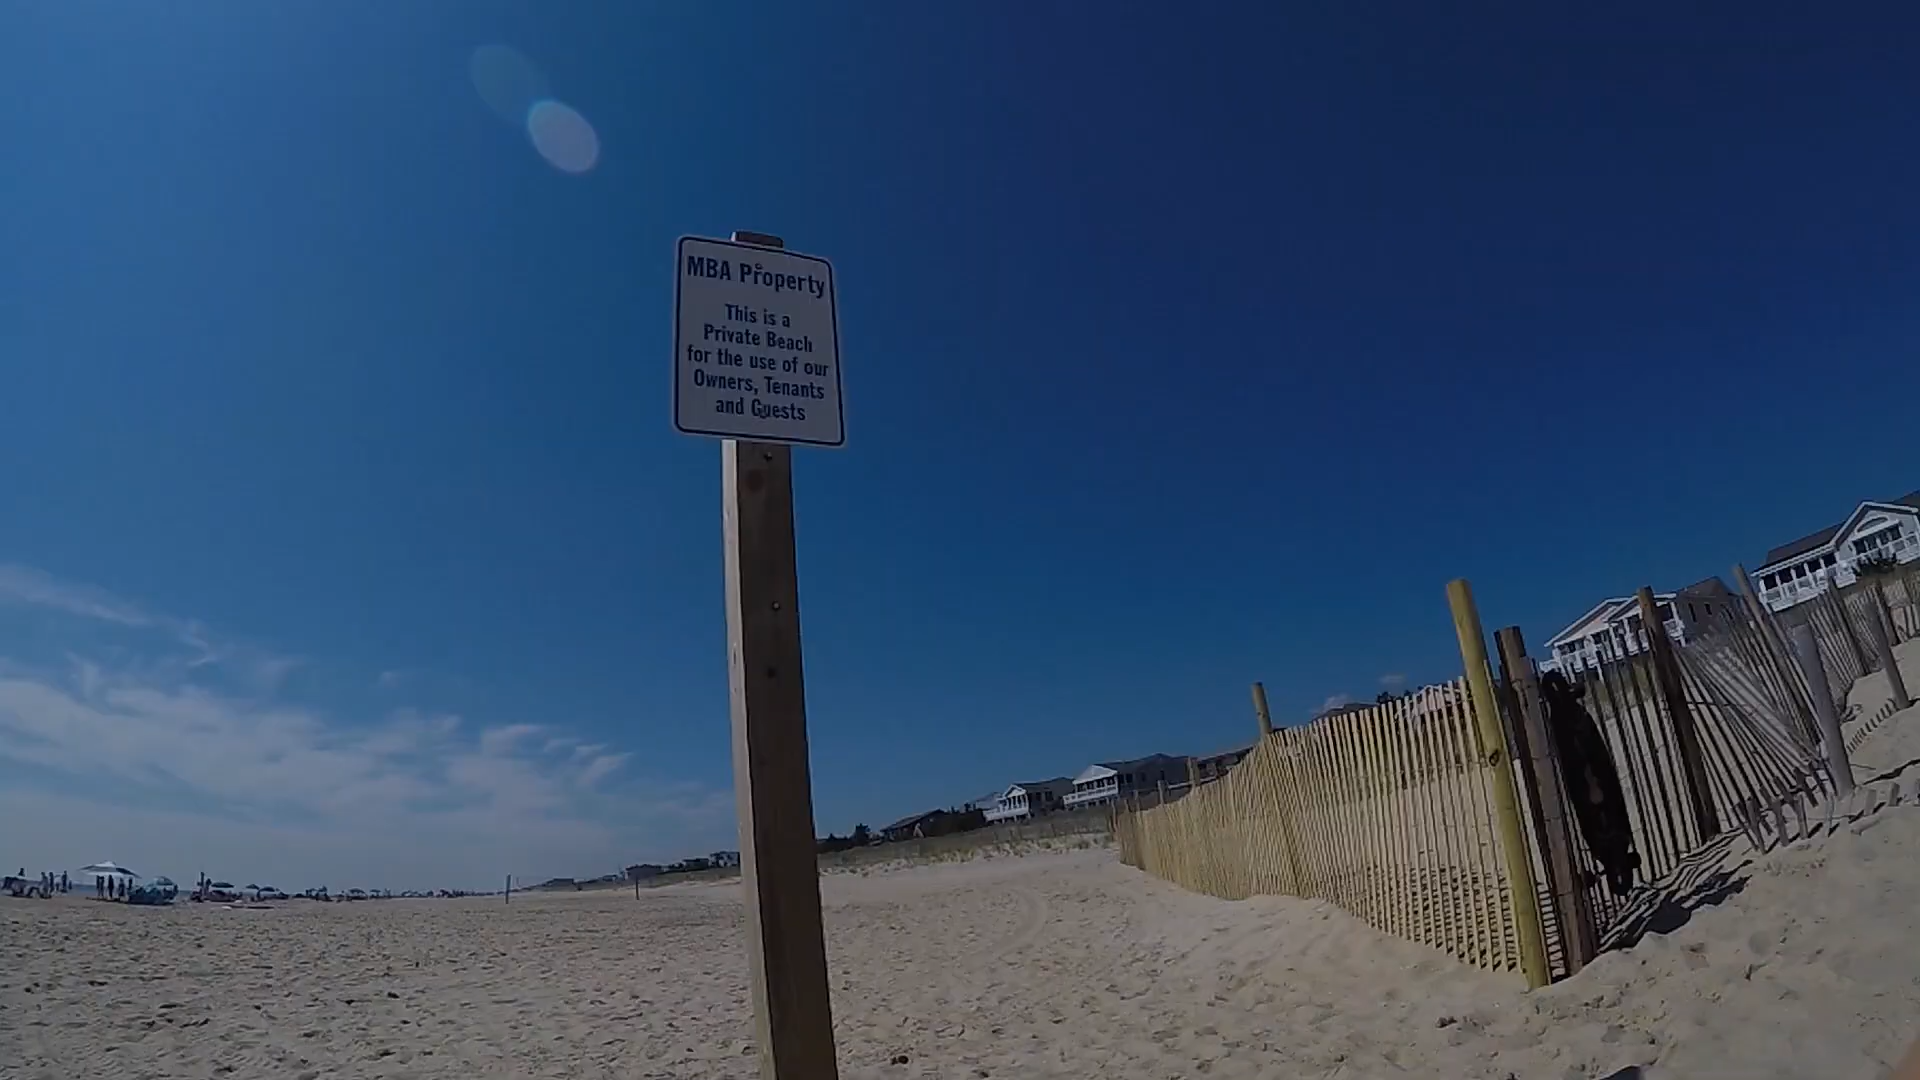 MBA Property
This is a
Private Beach
for the use of our
Owners, Tenants
and Guests